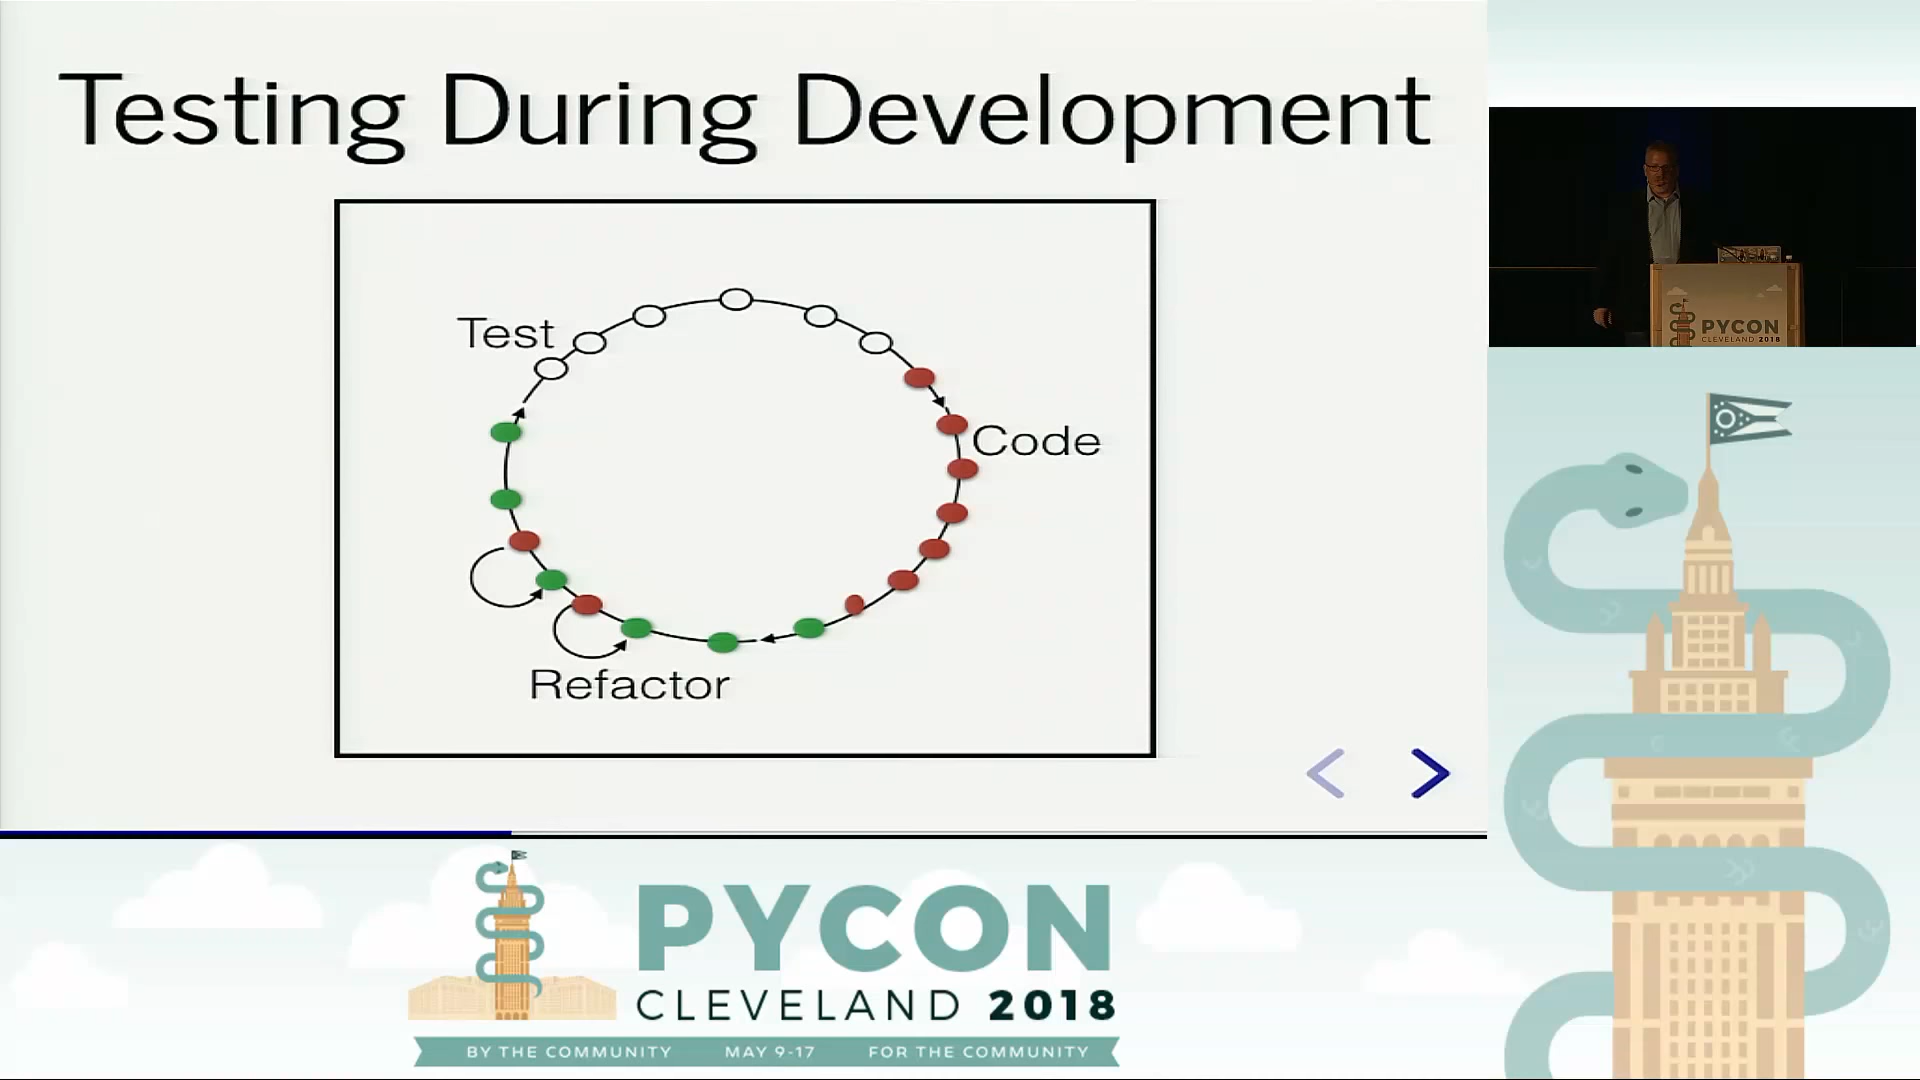 Testing During Development
Test
Code
Refactor
PYCON
CLEVELAND 2018
PYCON
CLEVELAND 2018
BY THE COMMUNITY MAY 9-17 FOR THE COMMUNITY